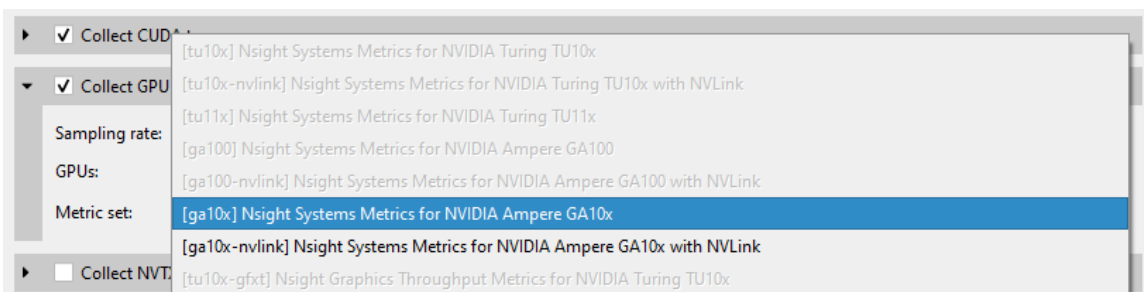 Collect CUDA t
[tu10x] Nsight Systems Metrics for NVIDIA Turing TU10x
[tu10x-nvlink] Nsight Systems Metrics for NVIDIA Turing TU10x with NVLink
Collect GPU
[tu11x] Nsight Systems Metrics for NVIDIA Turing TU11x
Sampling rate:
[ga100] Nsight Systems Metrics for NVIDIA Ampere GA100
GPUs:
[ga100-nvlink] Nsight Systems Metrics for NVIDIA Ampere GA100 with NVLink
Metric set:
[ga10x] Nsight Systems Metrics for NVIDIA Ampere GA10x
[ga10x-nvlink] Nsight Systems Metrics for NVIDIA Ampere GA10x with NVLink
Collect NVT
[tu10x-gfxt] Nsight Graphics Throughput Metrics for NVIDIA Turing TU10x